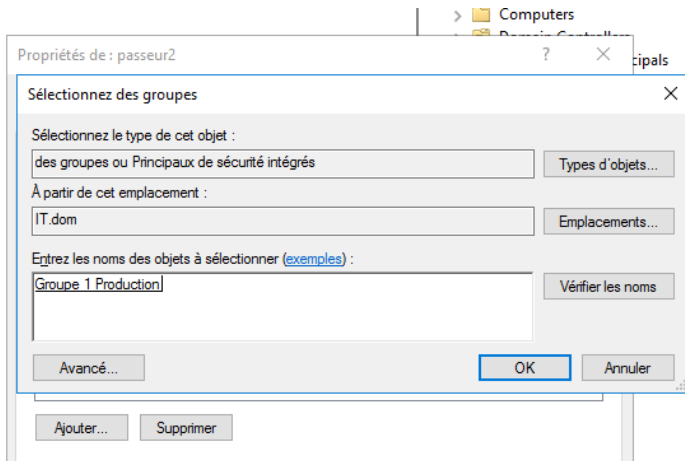 Computers
Domain Controllers
Propriétés de : passeur2
?
cipals
Sélectionnez des groupes
Sélectionnez le type de cet objet :
des groupes ou Principaux de sécurité intégrés
Types d'objets...
À partir de cet emplacement :
IT.dom
Emplacements...
Entrez les noms des objets à sélectionner (exemples) :
Groupe 1 Production
Vérifier les noms
Avancé...
OK
Annuler
Ajouter...
Supprimer